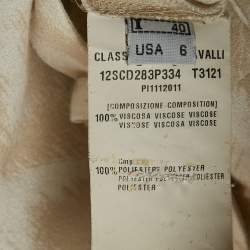 I 40
USA 6
CLASS VALLI
12SCD283P334 T3121
PI1112011
[COMPOSIZIONE-COMPOSITION]
100% VISCOSA VISCOSE VISCOSE
VISCOSE VISCOSA VISCOSE
100% POLIESTERE POLYESTER
POLYESTER POLIESTER
POLYESTER